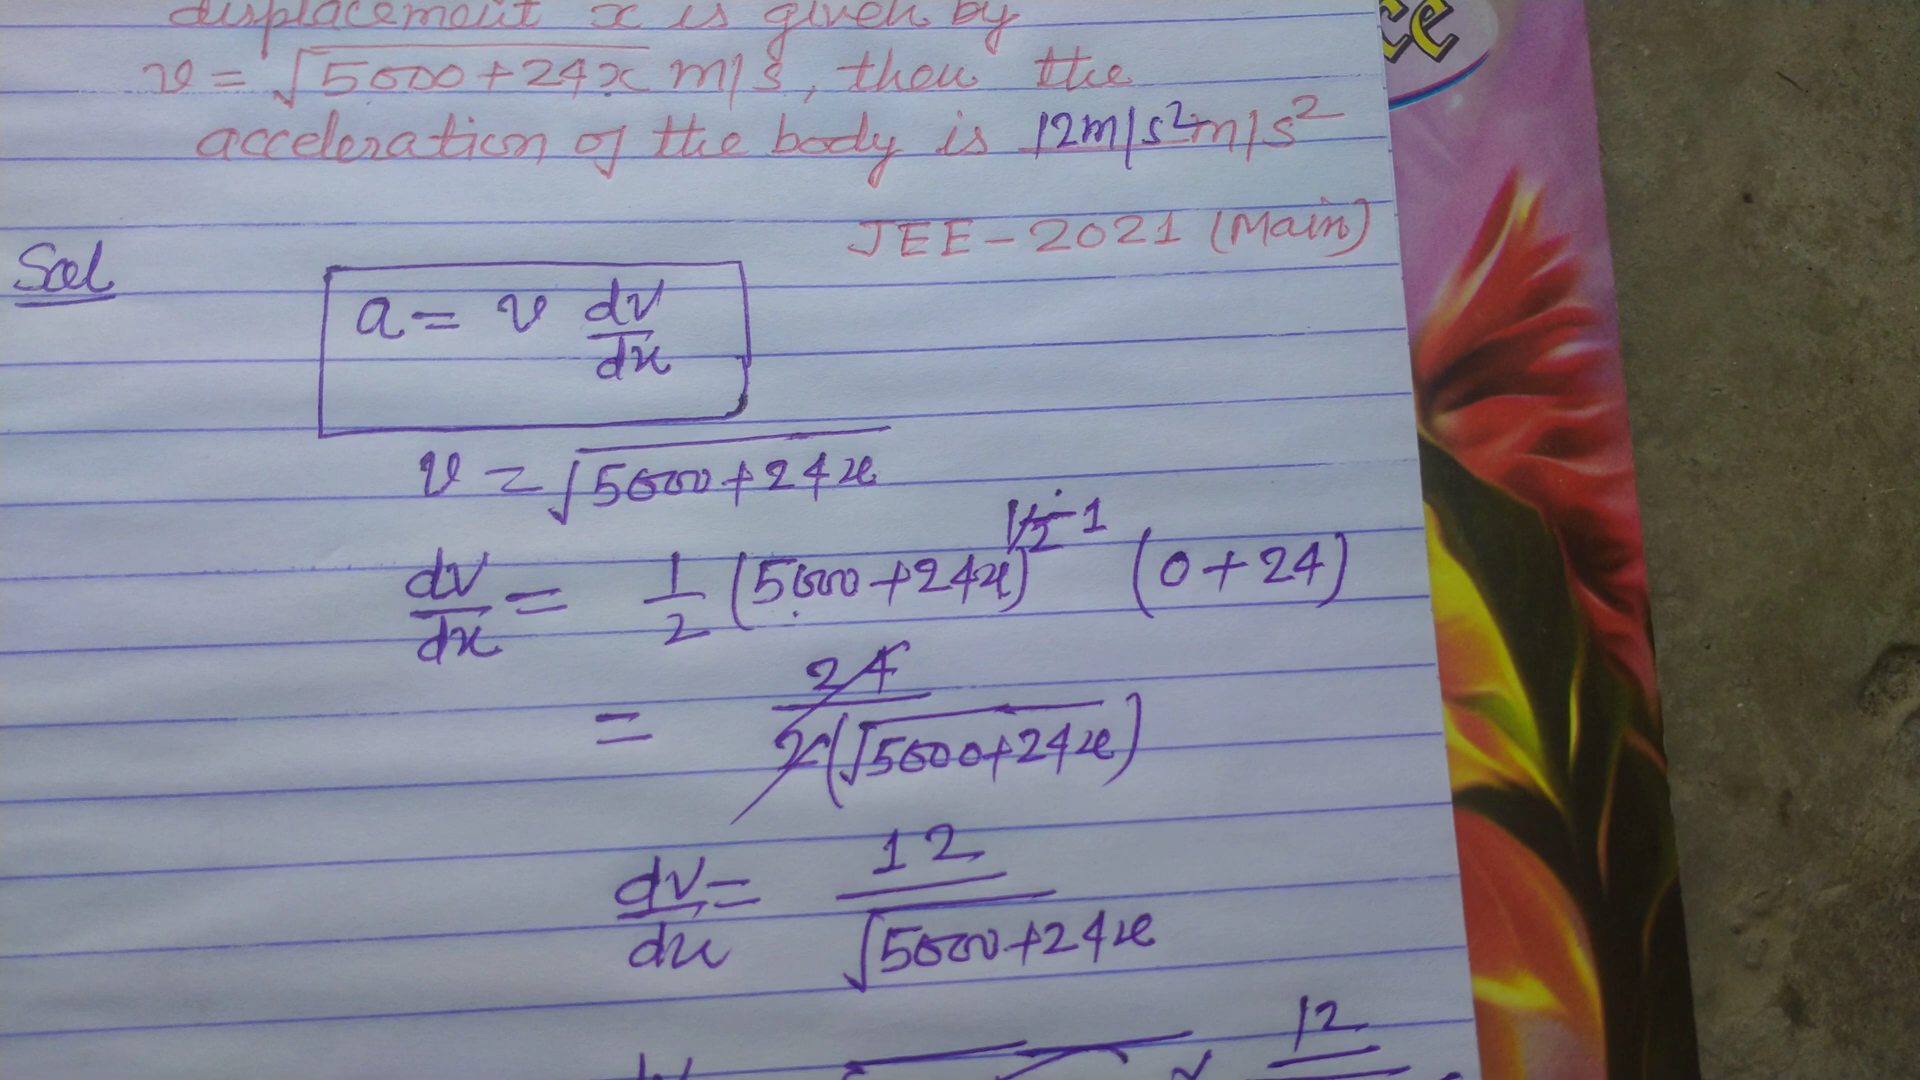 displacement x is given by
v = √5000+24x m/s, then the
acceleration of the body is 12m/s² m/s²
JEE-2021 (Main)
Sol
a = v dv/dx
v = √5000+24x
dv/dx = 1/2 (5000+24x)^1/2-1 (0+24)
= 24/2(√5000+24x)
dv/dx = 12/√5000+24x
12